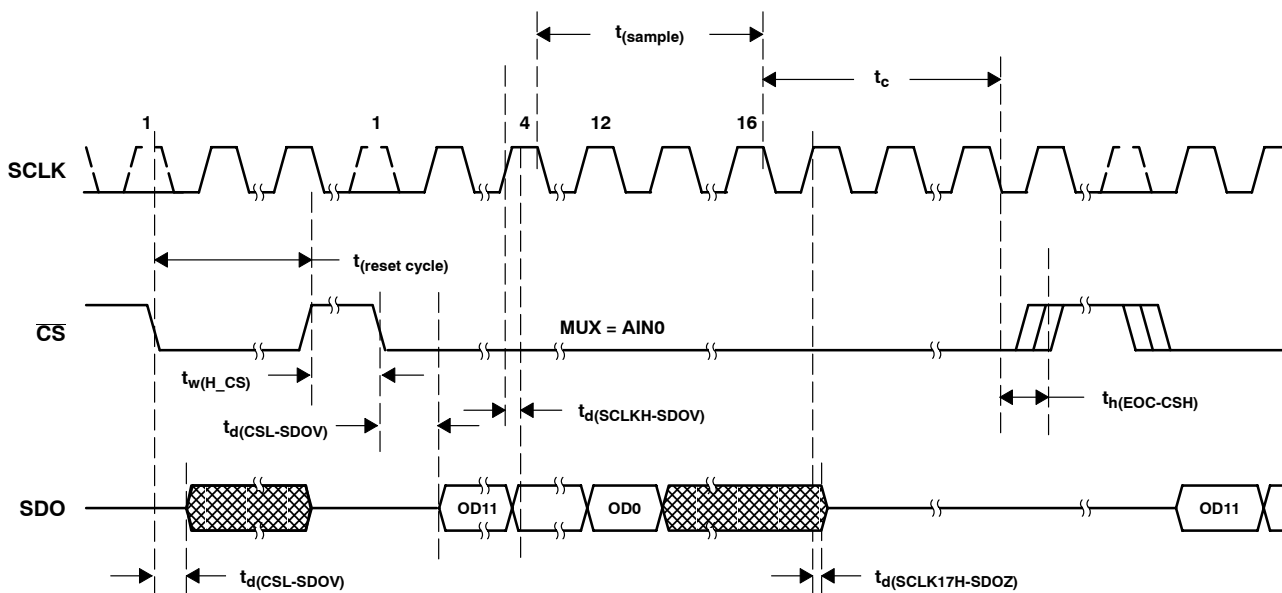 t(sample)
tc
1 1 4 12 16
SCLK
t(reset cycle)
CS
MUX = AIN0
tw(H_CS)
td(SCLKH-SDOV)
th(EOC-CSH)
td(CSL-SDOV)
SDO
OD11 OD0 OD11
td(CSL-SDOV)
td(SCLK17H-SDOZ)